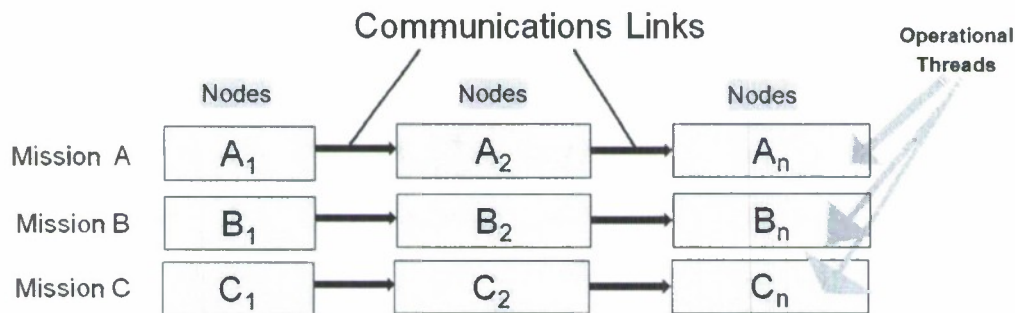 Communications Links
Operational
Threads
Nodes Nodes Nodes
Mission A A₁ A₂ Aₙ
Mission B B₁ B₂ Bₙ
Mission C C₁ C₂ Cₙ